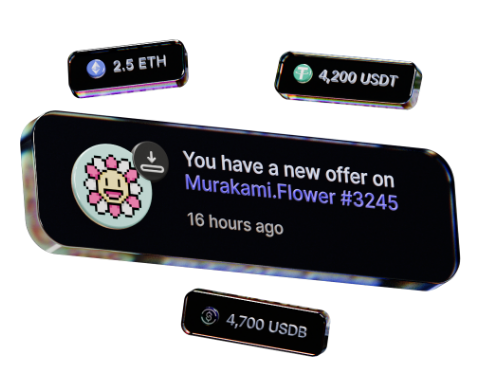 2.5 ETH
4,200 USDT
You have a new offer on
Murakami.Flower #3245
16 hours ago
4,700 USDB